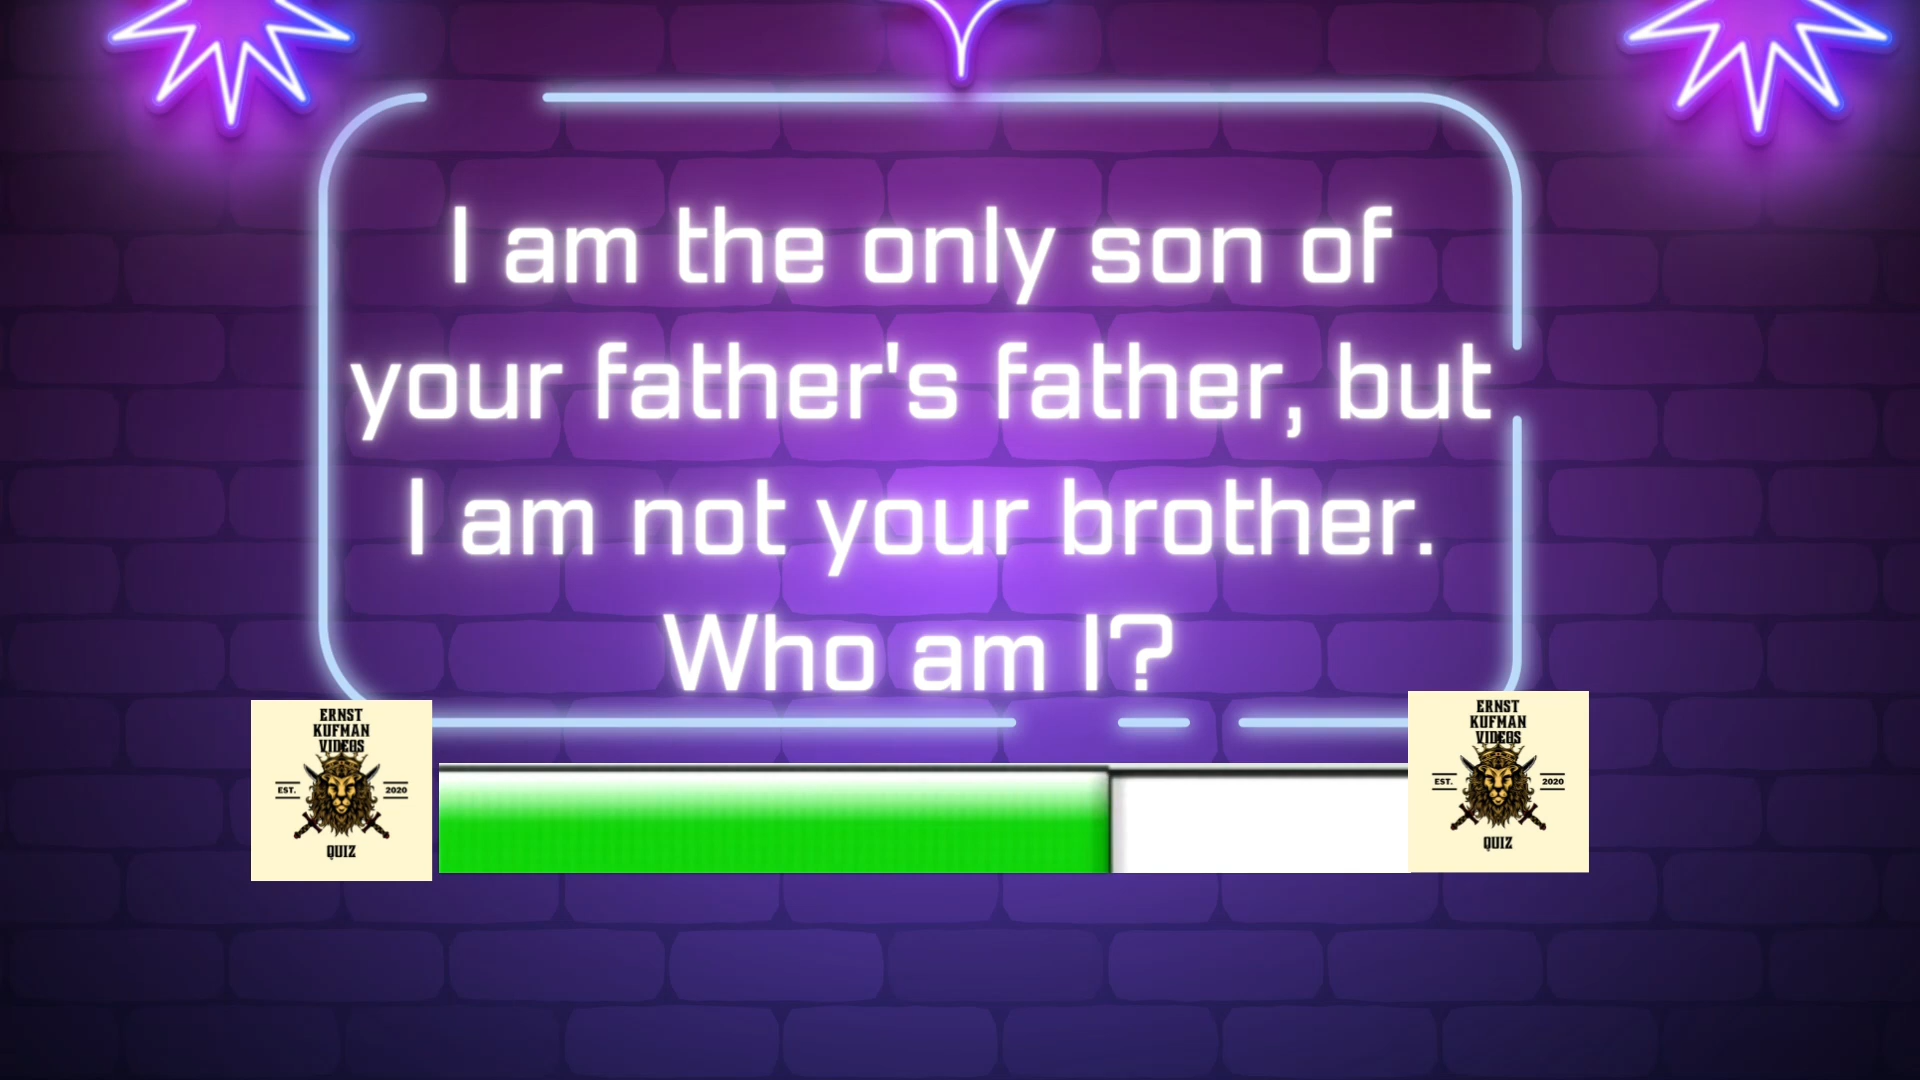 I am the only son of
your father's father, but
I am not your brother.
Who am I?
ERNST
KUFMAN
VIDEOS
EST. 2020
QUIZ
ERNST
KUFMAN
VIDEOS
EST. 2020
QUIZ